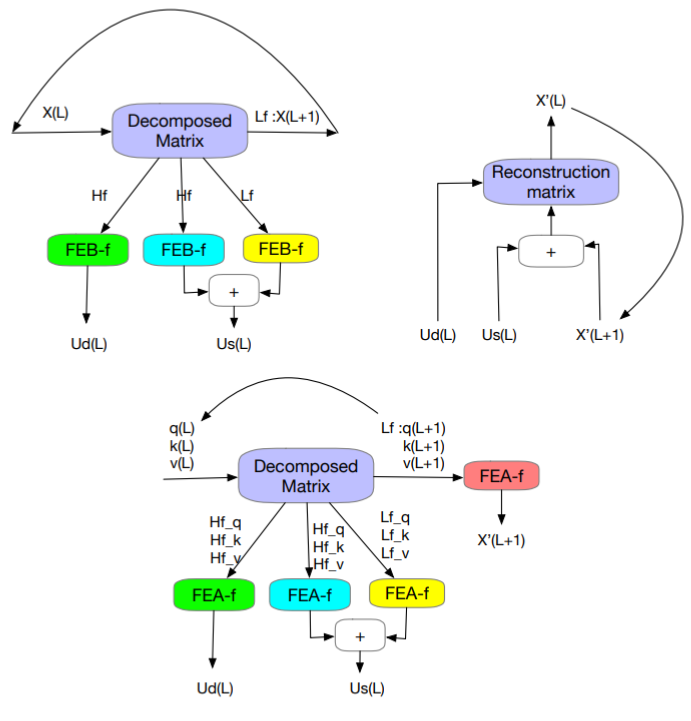 X(L)
Decomposed
Matrix
Lf :X(L+1)
Hf
Hf
Lf
FEB-f
FEB-f
FEB-f
+
Ud(L)
Us(L)
X'(L)
Reconstruction
matrix
+
Ud(L)
Us(L)
X'(L+1)
q(L)
k(L)
v(L)
Decomposed
Matrix
Lf :q(L+1)
k(L+1)
v(L+1)
FEA-f
X'(L+1)
Hf_q
Hf_k
Hf_v
Hf_q
Hf_k
Hf_v
Lf_q
Lf_k
Lf_v
FEA-f
FEA-f
FEA-f
+
Ud(L)
Us(L)